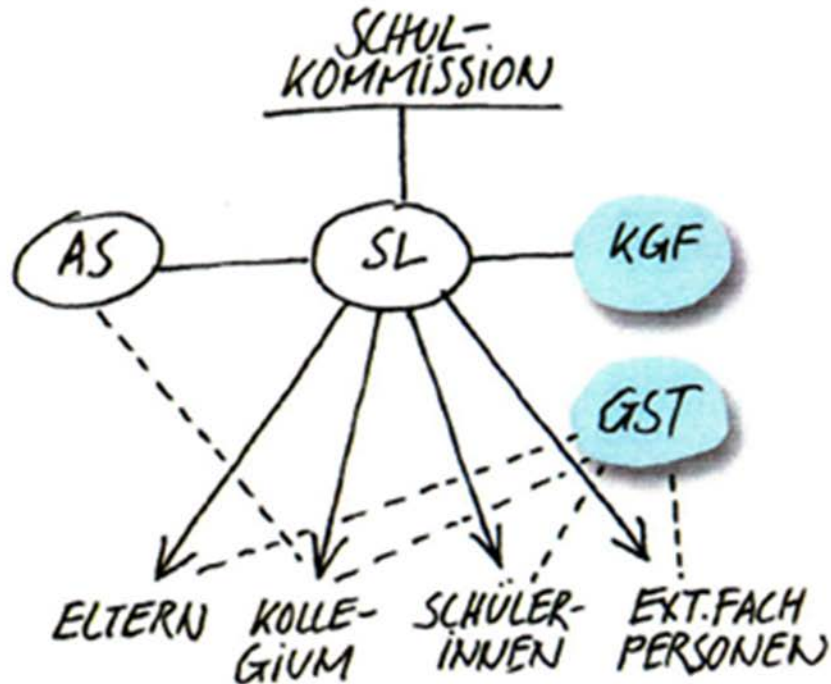 SCHUL-
KOMMISSION
AS
SL
KGF
GST
ELTERN
KOLLE-
GIUM
SCHÜLER-
INNEN
EXT.FACH
PERSONEN